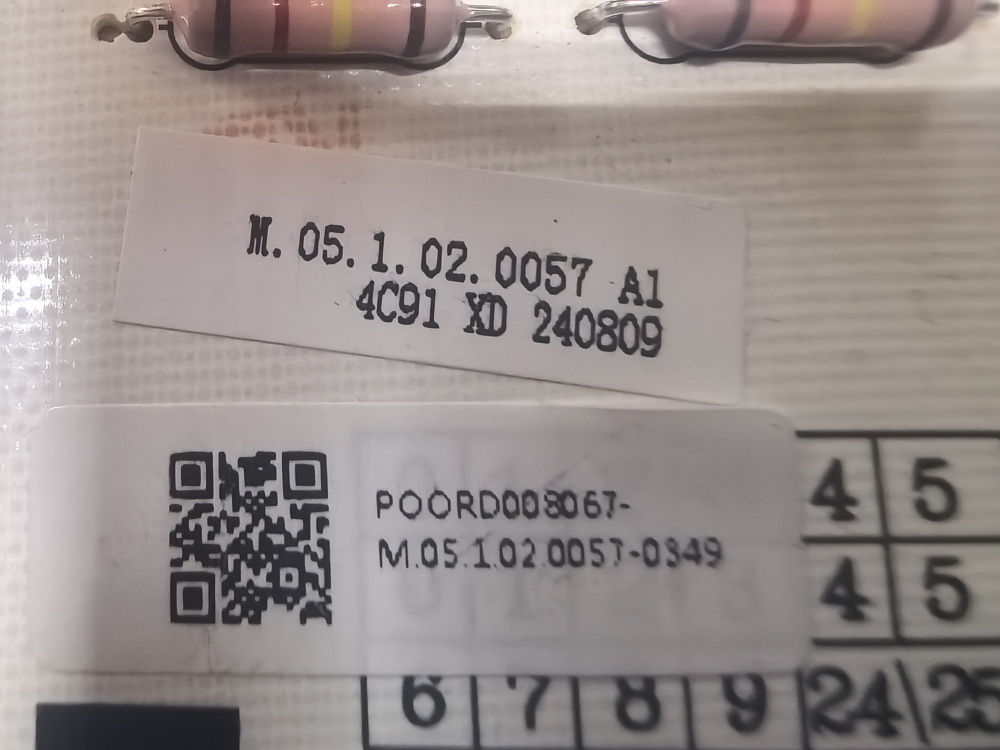 M.05.1.02.0057 A1
4C91 XD 240809
POORD008067-
M.05.1.02.0057-0349
4 5
4 5
6 7 8 9 24 25